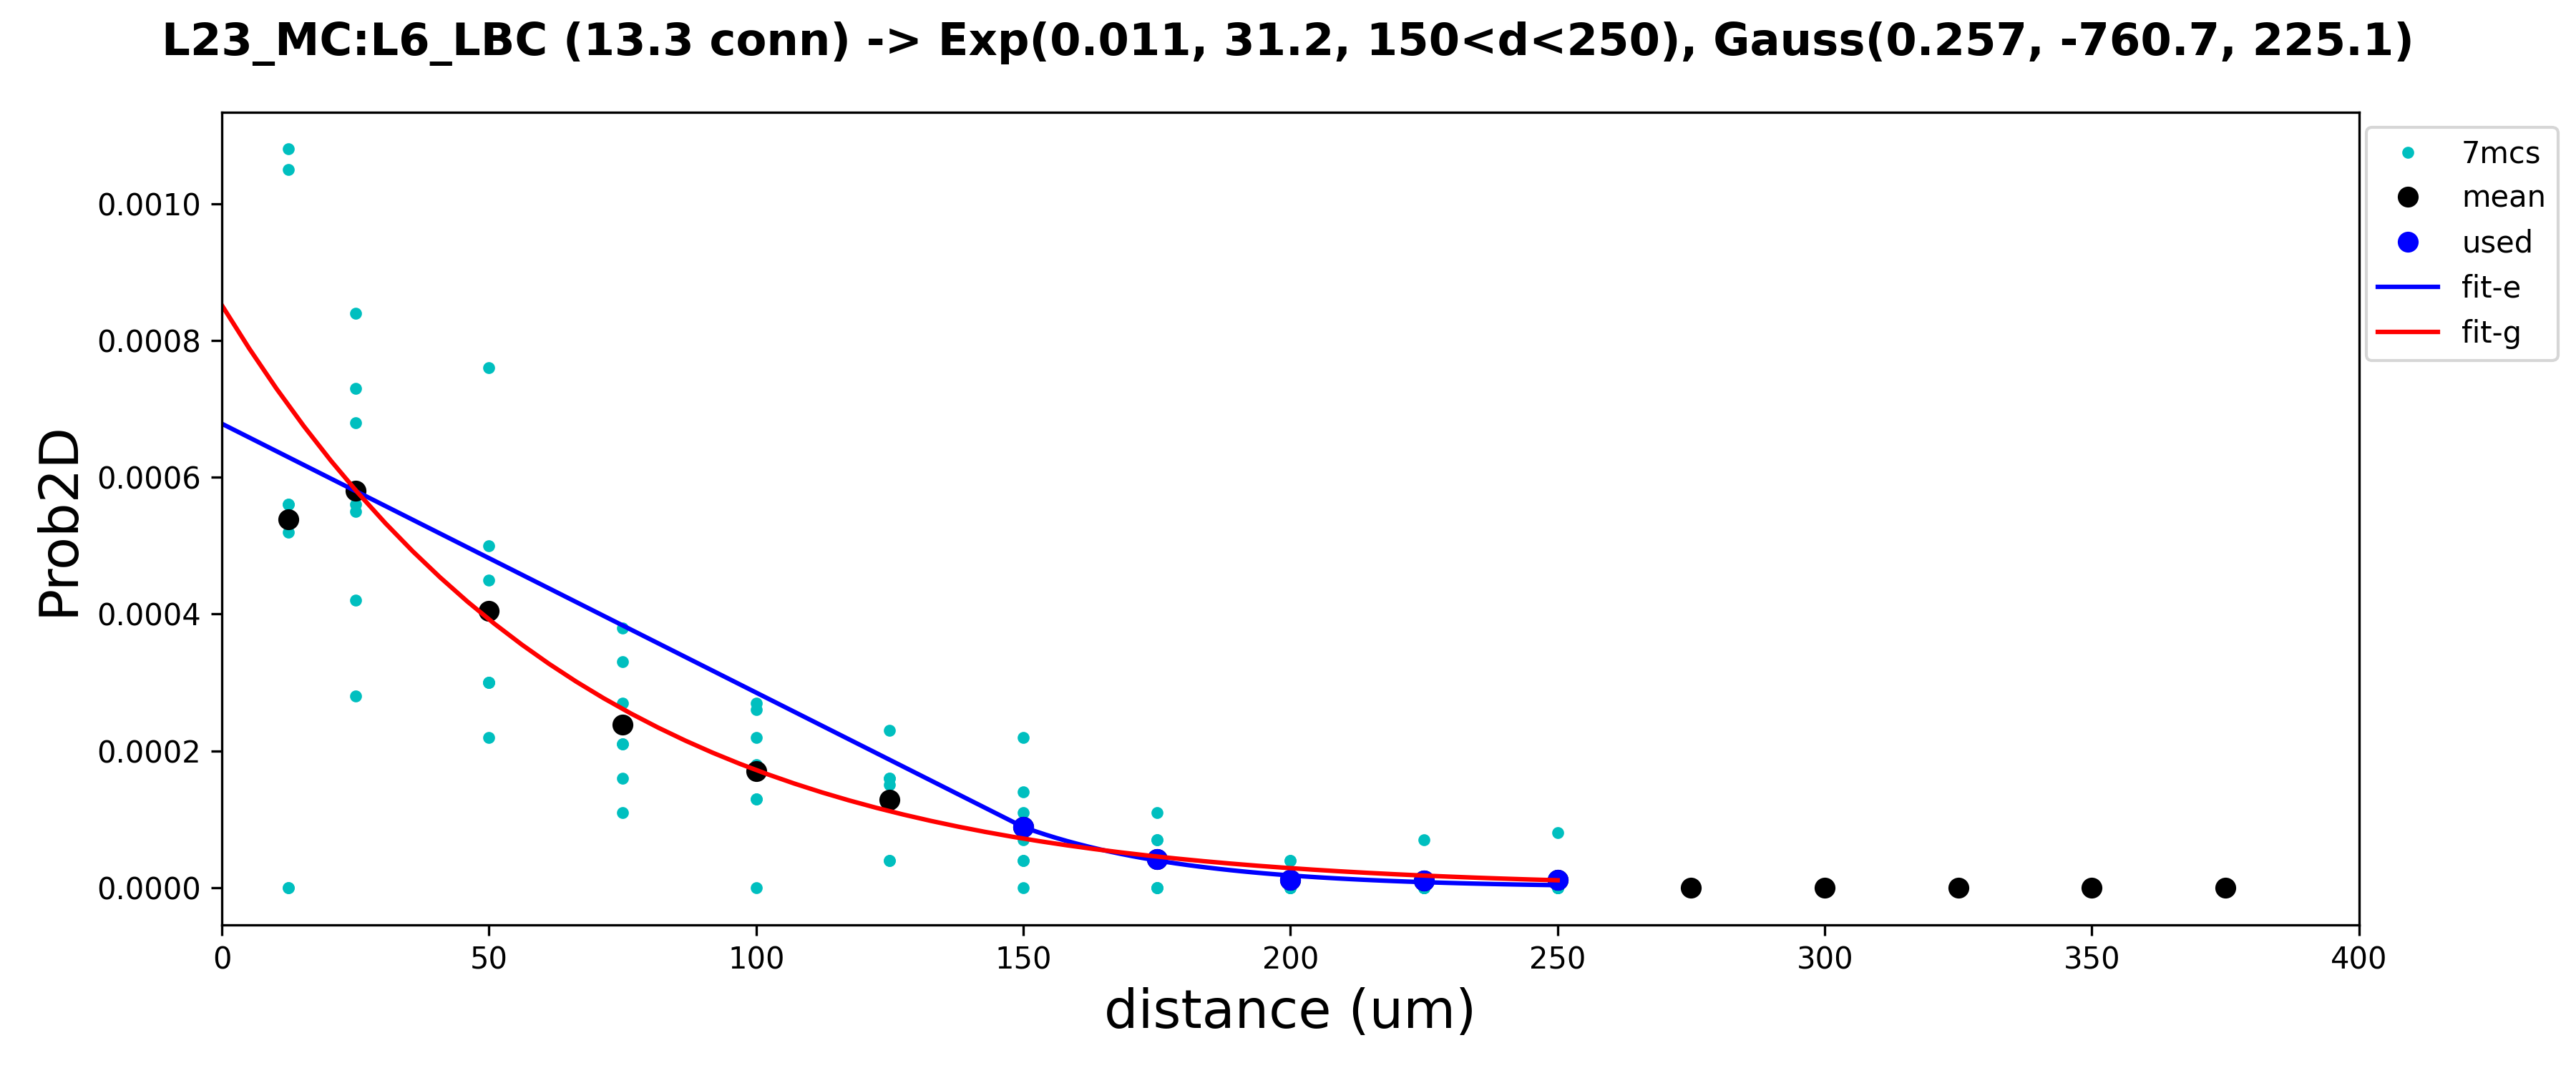 L23_MC:L6_LBC (13.3 conn) -> Exp(0.011, 31.2, 150<d<250), Gauss(0.257, -760.7, 225.1)
7mcs
mean
used
fit-e
fit-g
0.0010
0.0008
0.0006
0.0004
0.0002
0.0000
Prob2D
0 50 100 150 200 250 300 350 400
distance (um)